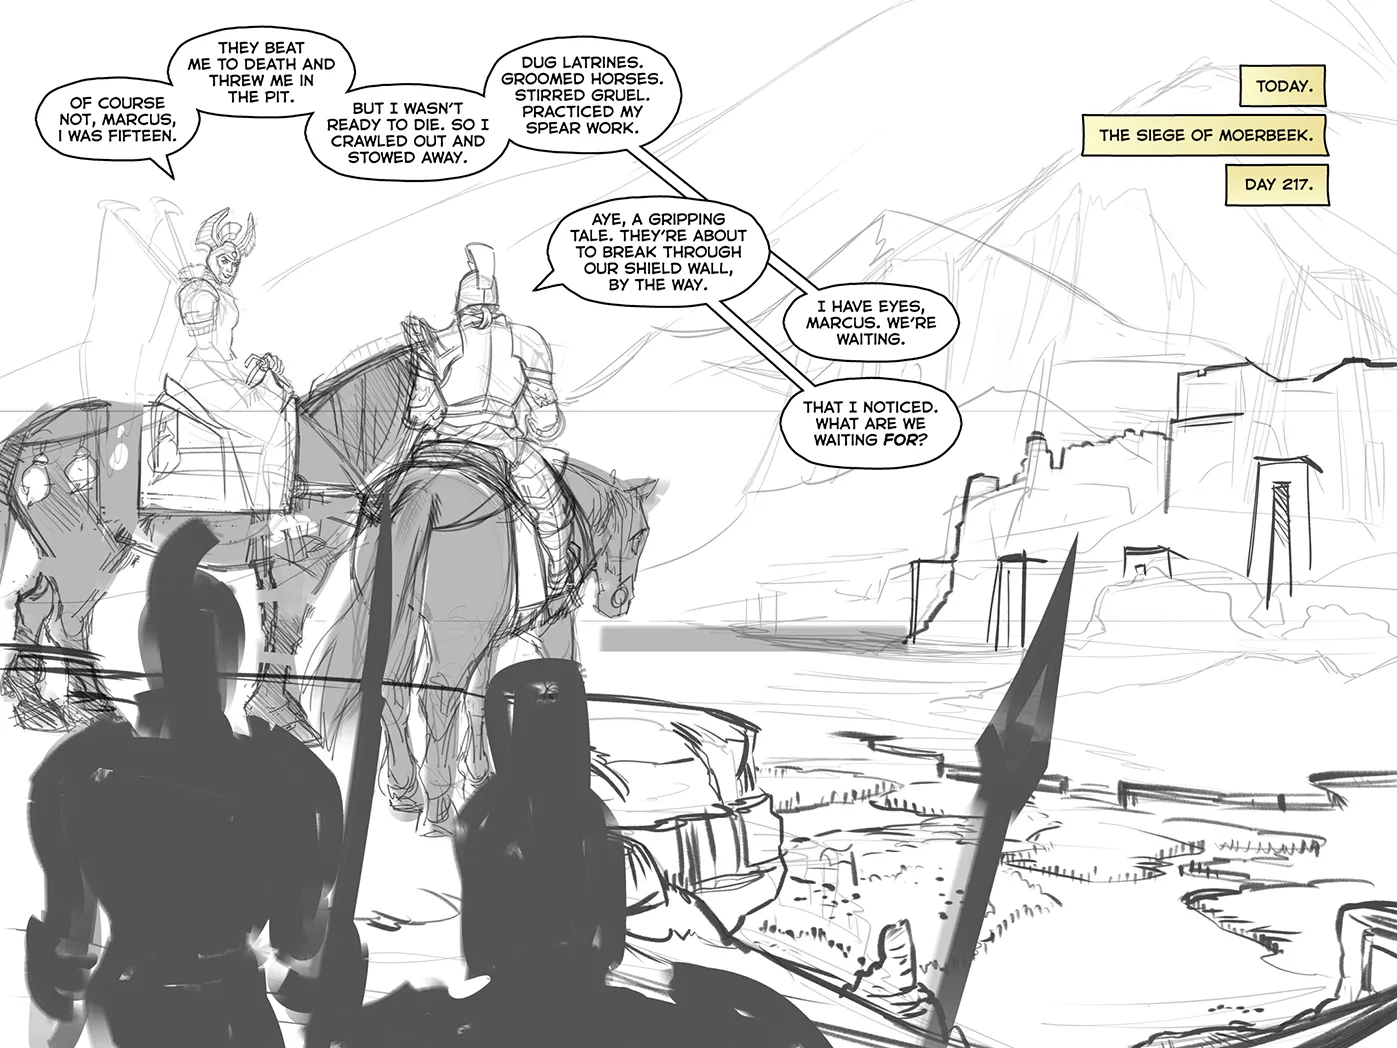 OF COURSE
NOT, MARCUS,
I WAS FIFTEEN.
THEY BEAT
ME TO DEATH AND
THREW ME IN
THE PIT.
BUT I WASN'T
READY TO DIE. SO I
CRAWLED OUT AND
STOWED AWAY.
DUG LATRINES.
GROOMED HORSES.
STIRRED GRUEL.
PRACTICED MY
SPEAR WORK.
AYE, A GRIPPING
TALE. THEY'RE ABOUT
TO BREAK THROUGH
OUR SHIELD WALL,
BY THE WAY.
I HAVE EYES,
MARCUS. WE'RE
WAITING.
THAT I NOTICED.
WHAT ARE WE
WAITING FOR?
TODAY.
THE SIEGE OF MOERBEEK.
DAY 217.